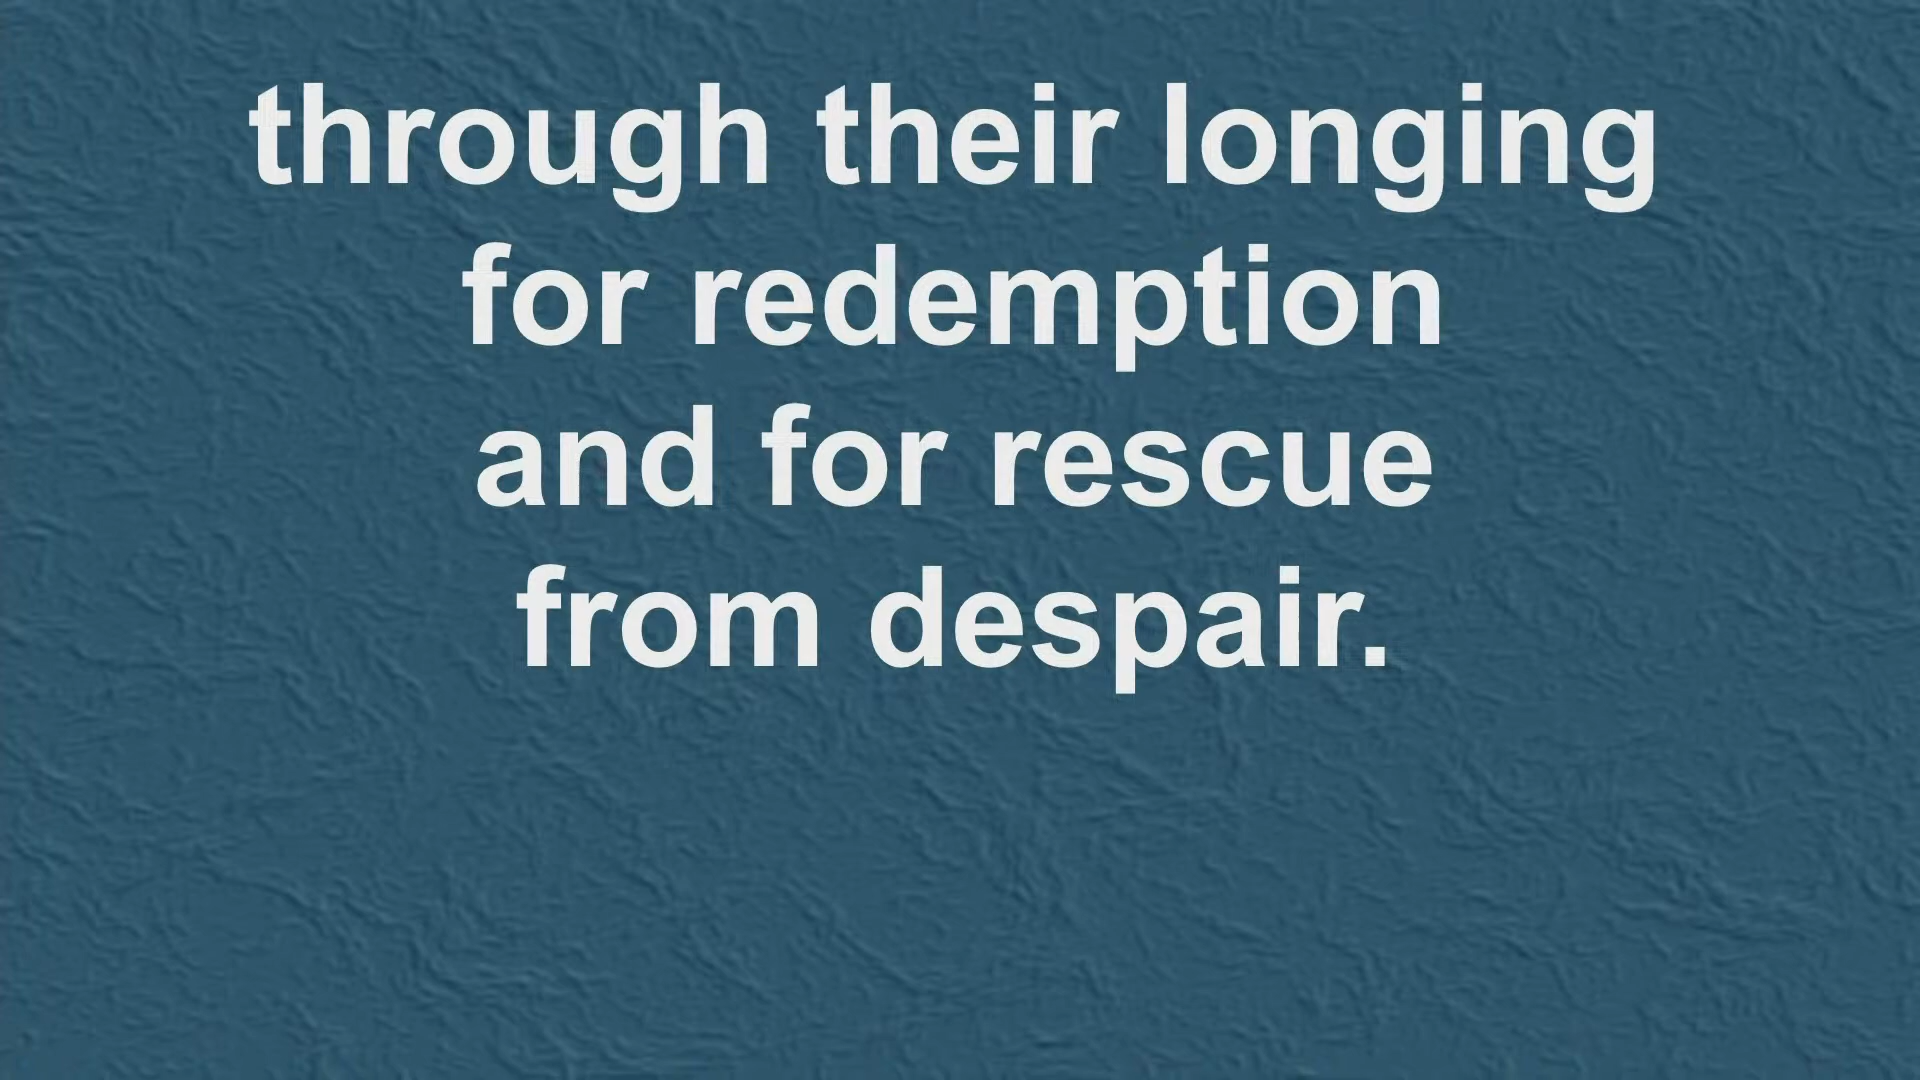 through their longing
for redemption
and for rescue
from despair.